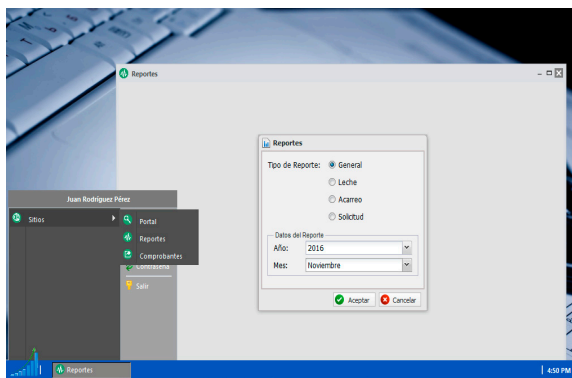 Reportes
Reportes
Tipo de Reporte: General
Leche
Acarreo
Solicitud
Datos del Reporte
Año: 2016
Mes: Noviembre
Aceptar Cancelar
Juan Rodríguez Pérez
Sitios
Portal
Reportes
Comprobantes
Contraseña
Salir
Reportes
4:50 PM